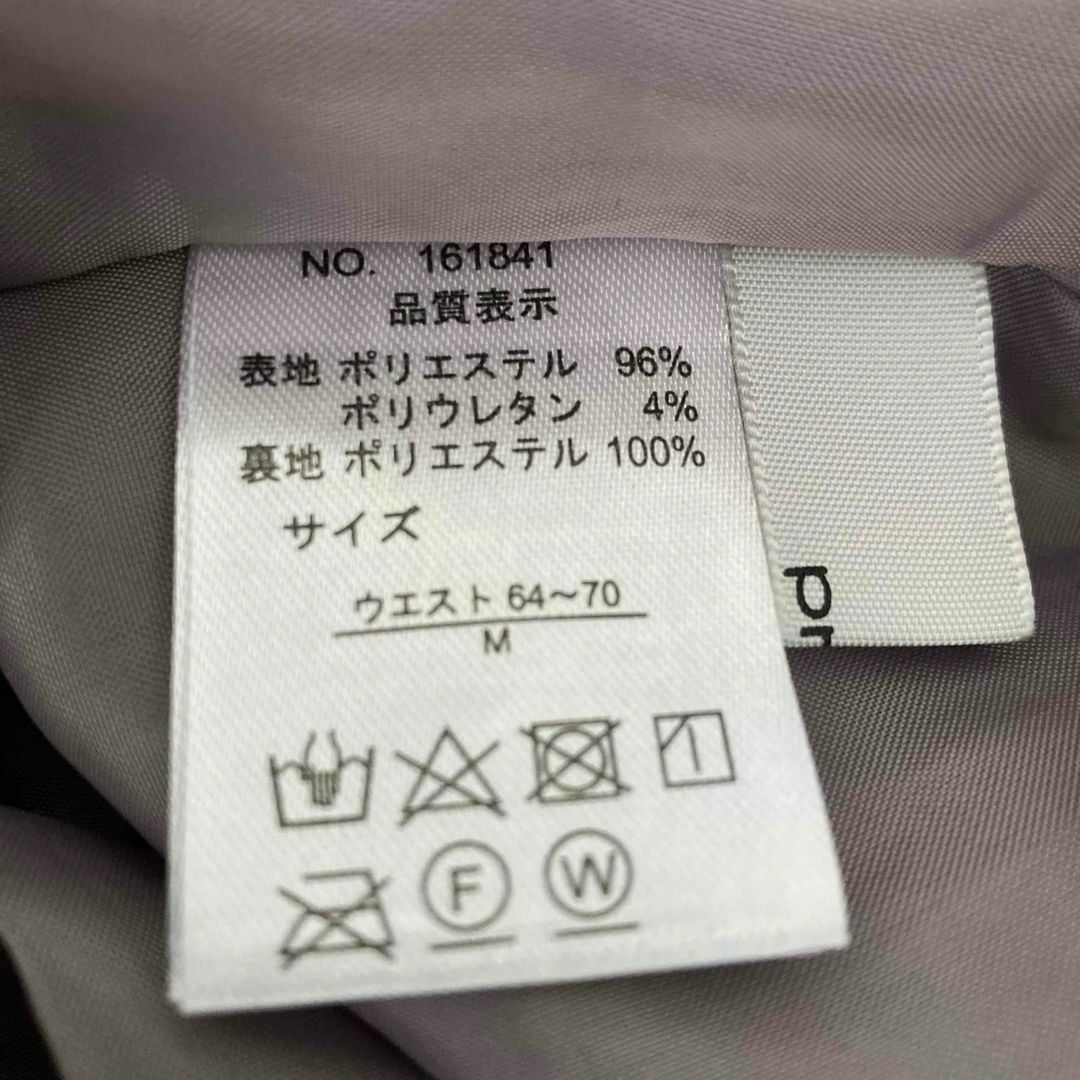 NO. 161841
品質表示
表地 ポリエステル 96%
ポリウレタン 4%
裏地 ポリエステル 100%
サイズ
ウエスト 64～70
M
F
W